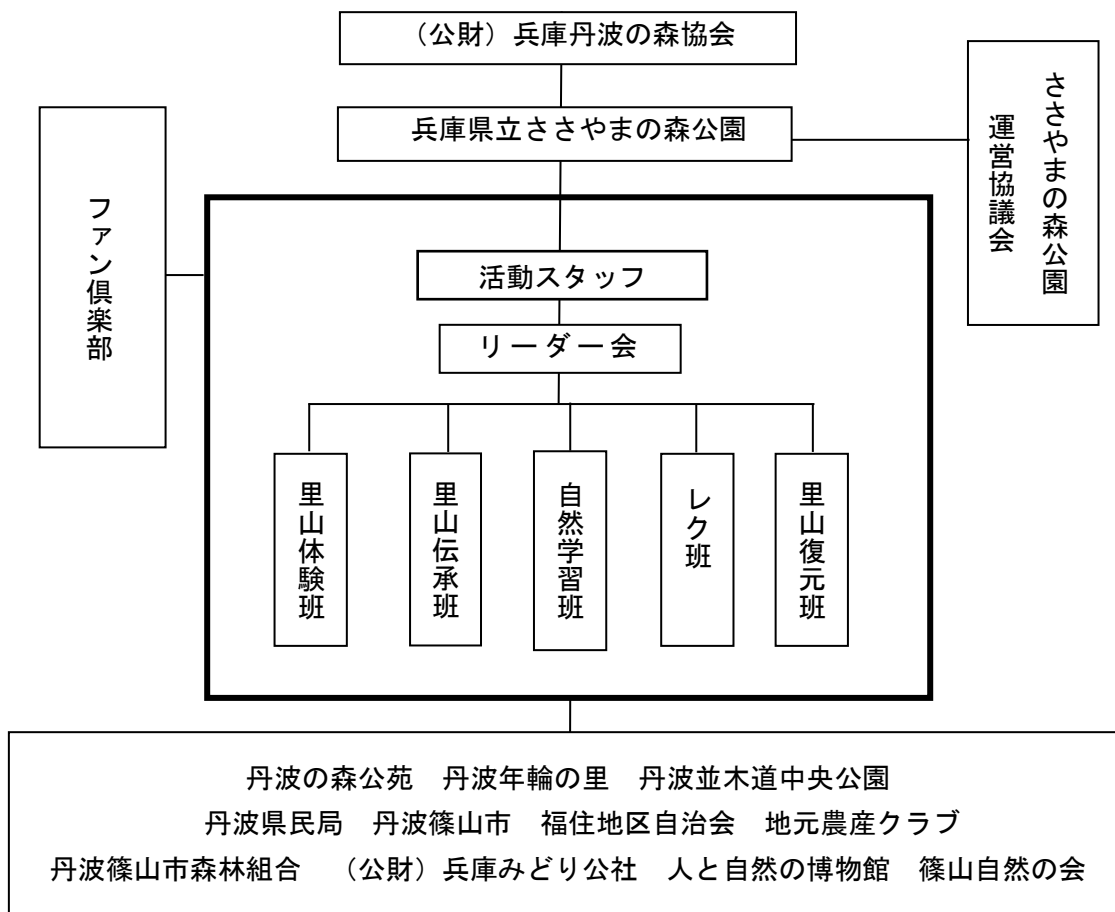 （公財）兵庫丹波の森協会
兵庫県立ささやまの森公園
ささやまの森公園
運営協議会
ファン倶楽部
活動スタッフ
リーダー会
里山体験班
里山伝承班
自然学習班
レク班
里山復元班
丹波の森公苑　丹波年輪の里　丹波並木道中央公園
丹波県民局　丹波篠山市　福住地区自治会　地元農産クラブ
丹波篠山市森林組合　（公財）兵庫みどり公社　人と自然の博物館　篠山自然の会